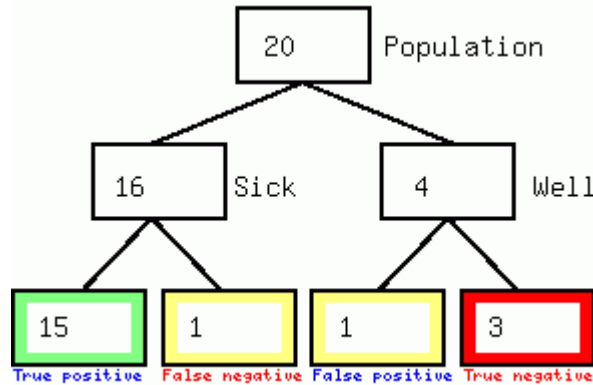 20 Population
16 Sick 4 Well
15 1 1 3
True positive False negative False positive True negative